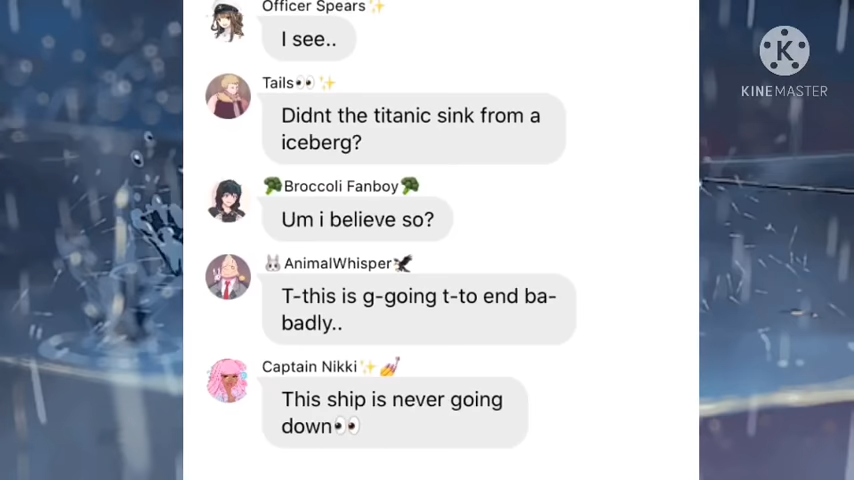 Officer Spears✨
I see..
Tails👀✨
Didnt the titanic sink from a
iceberg?
🥦Broccoli Fanboy🥦
Um i believe so?
🐰AnimalWhisper🦅
T-this is g-going t-to end ba-
badly..
Captain Nikki✨💅
This ship is never going
down👀
K
KINEMASTER